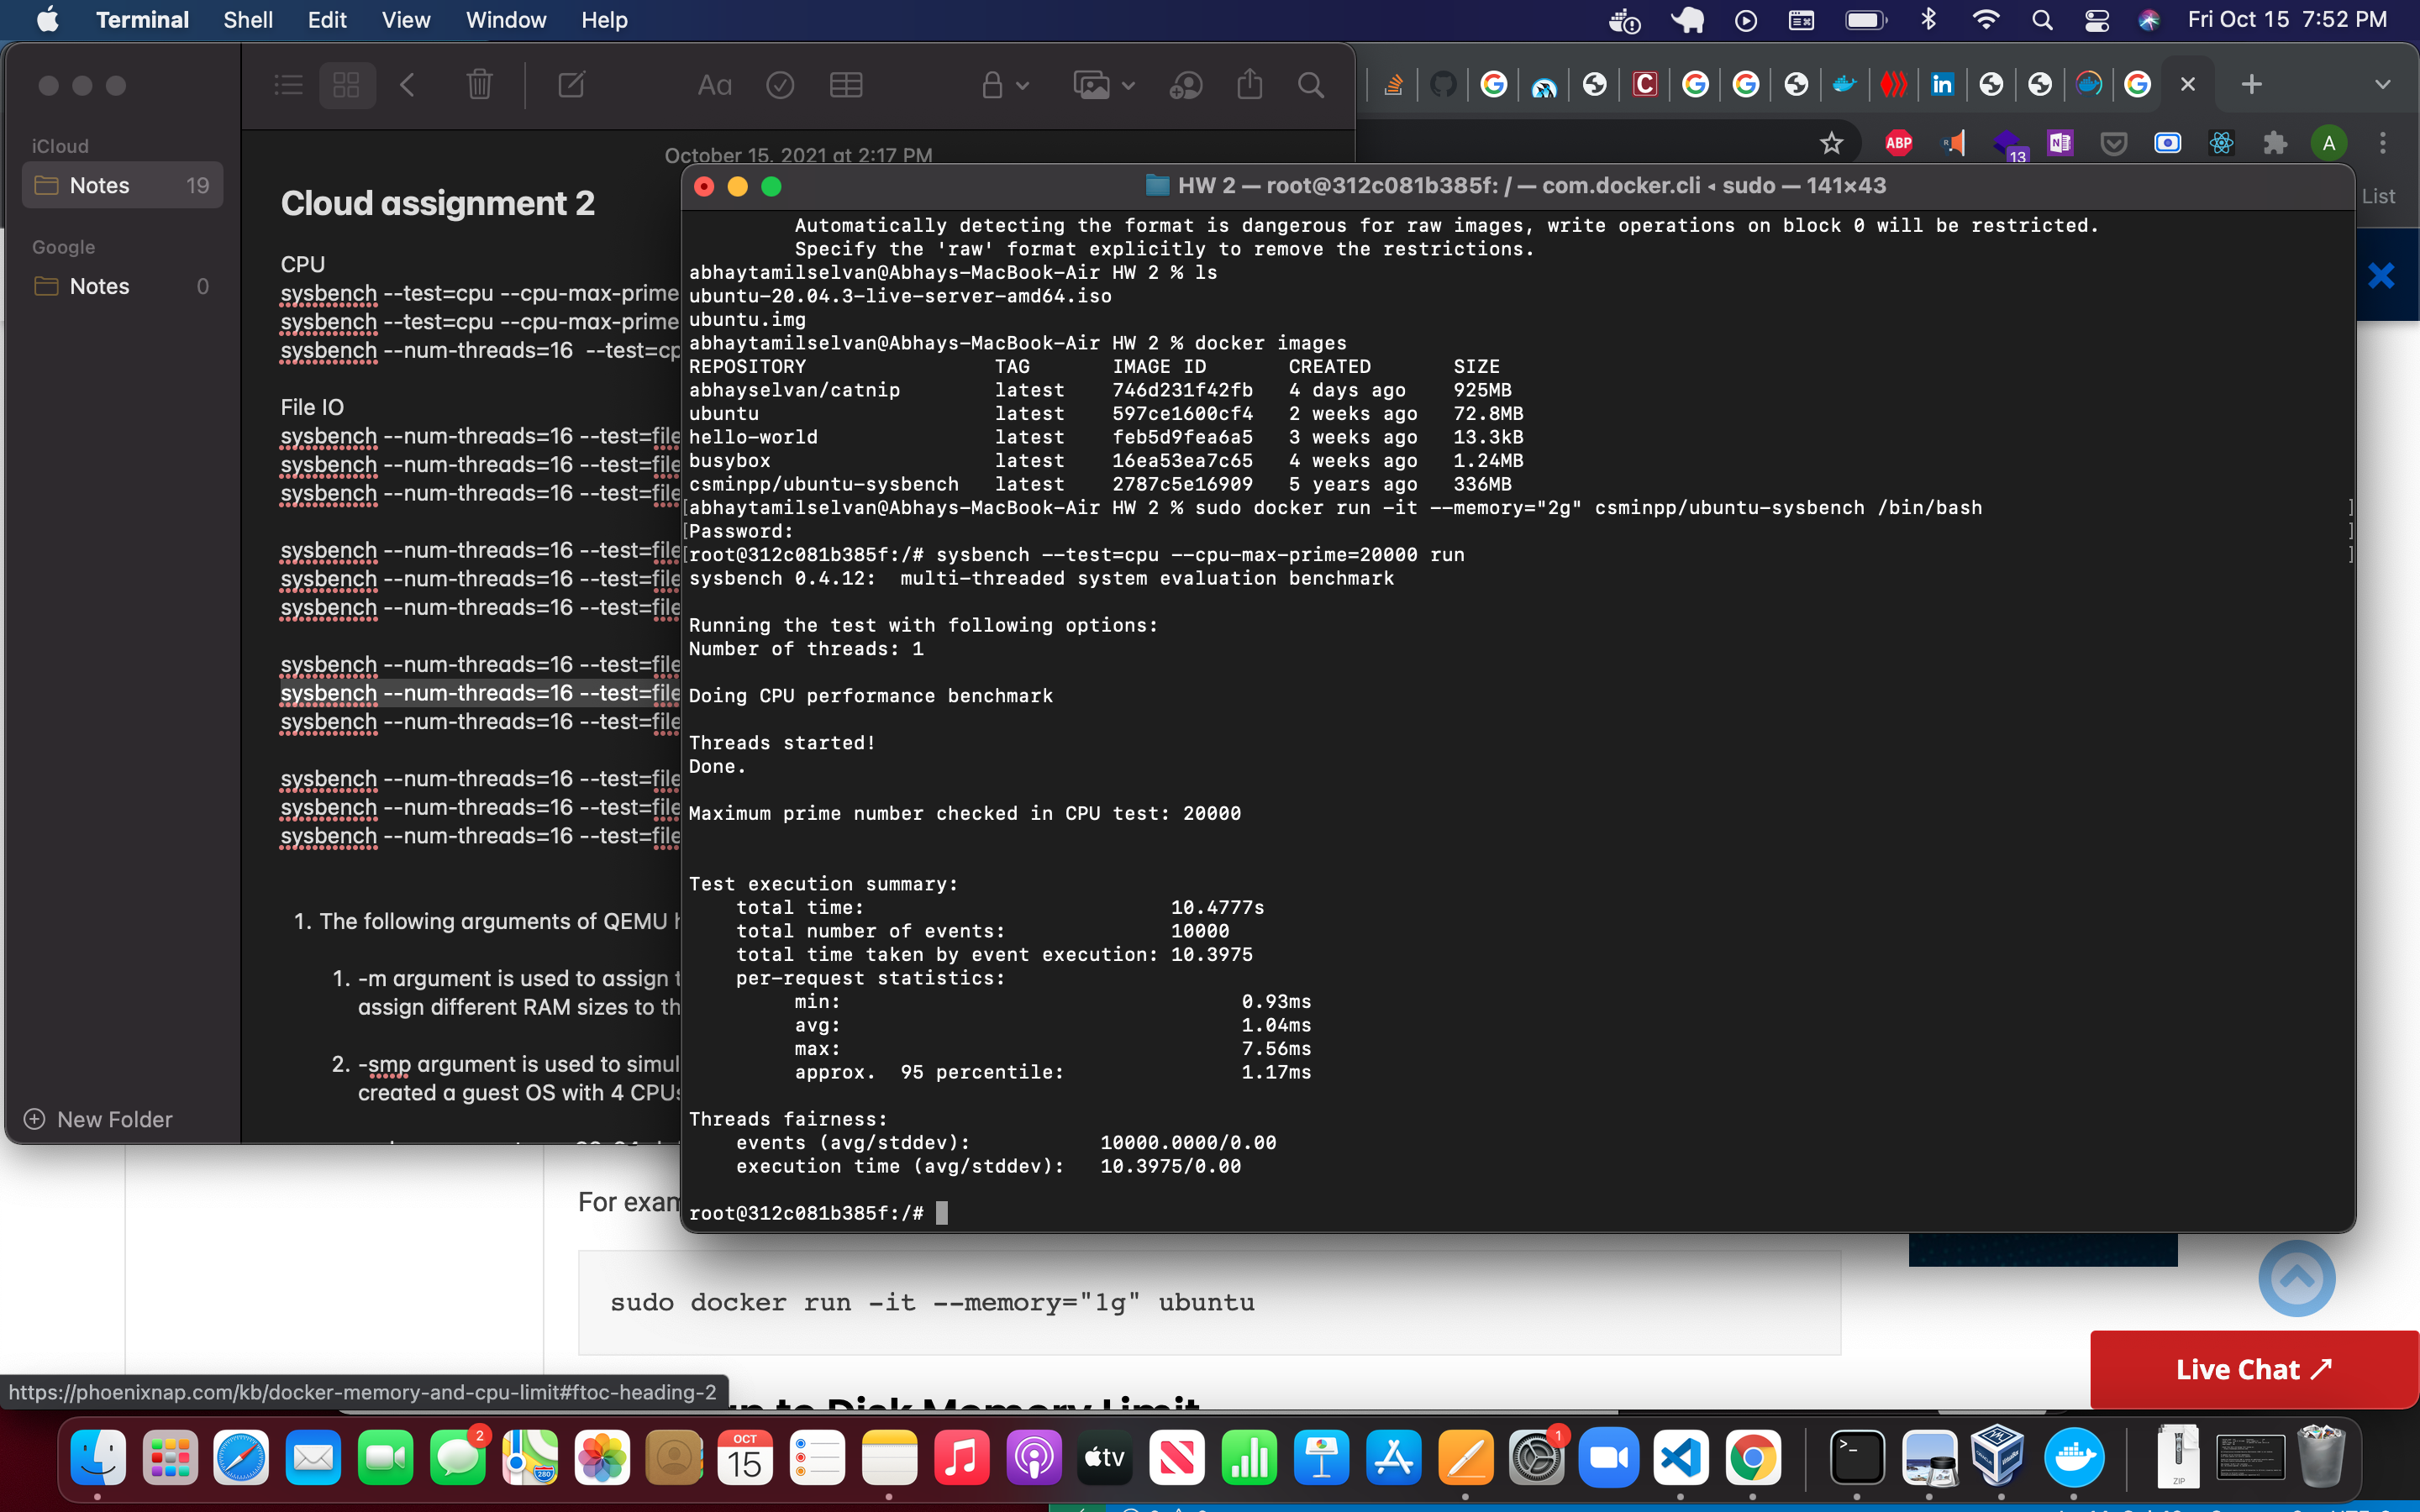 Terminal Shell Edit View Window Help
Fri Oct 15 7:52 PM
iCloud
Notes 19
Google
Notes 0
New Folder
Aa
October 15, 2021 at 2:17 PM
Cloud assignment 2
CPU
sysbench --test=cpu --cpu-max-prime
sysbench --test=cpu --cpu-max-prime
sysbench --num-threads=16 --test=cp
File IO
sysbench --num-threads=16 --test=file
sysbench --num-threads=16 --test=file
sysbench --num-threads=16 --test=file
sysbench --num-threads=16 --test=file
sysbench --num-threads=16 --test=file
sysbench --num-threads=16 --test=file
sysbench --num-threads=16 --test=file
sysbench --num-threads=16 --test=file
sysbench --num-threads=16 --test=file
sysbench --num-threads=16 --test=file
sysbench --num-threads=16 --test=file
sysbench --num-threads=16 --test=file
1. The following arguments of QEMU
1. -m argument is used to assign
assign different RAM sizes to th
2. -smp argument is used to simul
created a guest OS with 4 CPUs
ABP
13
A
List
HW 2 — root@312c081b385f: / — com.docker.cli ◂ sudo — 141×43
Automatically detecting the format is dangerous for raw images, write operations on block 0 will be restricted.
Specify the 'raw' format explicitly to remove the restrictions.
abhaytamilselvan@Abhays-MacBook-Air HW 2 % ls
ubuntu-20.04.3-live-server-amd64.iso
ubuntu.img
abhaytamilselvan@Abhays-MacBook-Air HW 2 % docker images
REPOSITORY TAG IMAGE ID CREATED SIZE
abhayselvan/catnip latest 746d231f42fb 4 days ago 925MB
ubuntu latest 597ce1600cf4 2 weeks ago 72.8MB
hello-world latest feb5d9fea6a5 3 weeks ago 13.3kB
busybox latest 16ea53ea7c65 4 weeks ago 1.24MB
csminpp/ubuntu-sysbench latest 2787c5e16909 5 years ago 336MB
[abhaytamilselvan@Abhays-MacBook-Air HW 2 % sudo docker run -it --memory="2g" csminpp/ubuntu-sysbench /bin/bash ]
[Password: ]
[root@312c081b385f:/# sysbench --test=cpu --cpu-max-prime=20000 run ]
sysbench 0.4.12: multi-threaded system evaluation benchmark
Running the test with following options:
Number of threads: 1
Doing CPU performance benchmark
Threads started!
Done.
Maximum prime number checked in CPU test: 20000
Test execution summary:
total time: 10.4777s
total number of events: 10000
total time taken by event execution: 10.3975
per-request statistics:
min: 0.93ms
avg: 1.04ms
max: 7.56ms
approx. 95 percentile: 1.17ms
Threads fairness:
events (avg/stddev): 10000.0000/0.00
execution time (avg/stddev): 10.3975/0.00
root@312c081b385f:/#
For exam
sudo docker run -it --memory="1g" ubuntu
to Disk Memory Limit
Live Chat
https://phoenixnap.com/kb/docker-memory-and-cpu-limit#ftoc-heading-2
2
OCT
15
280
tv
1
ZIP